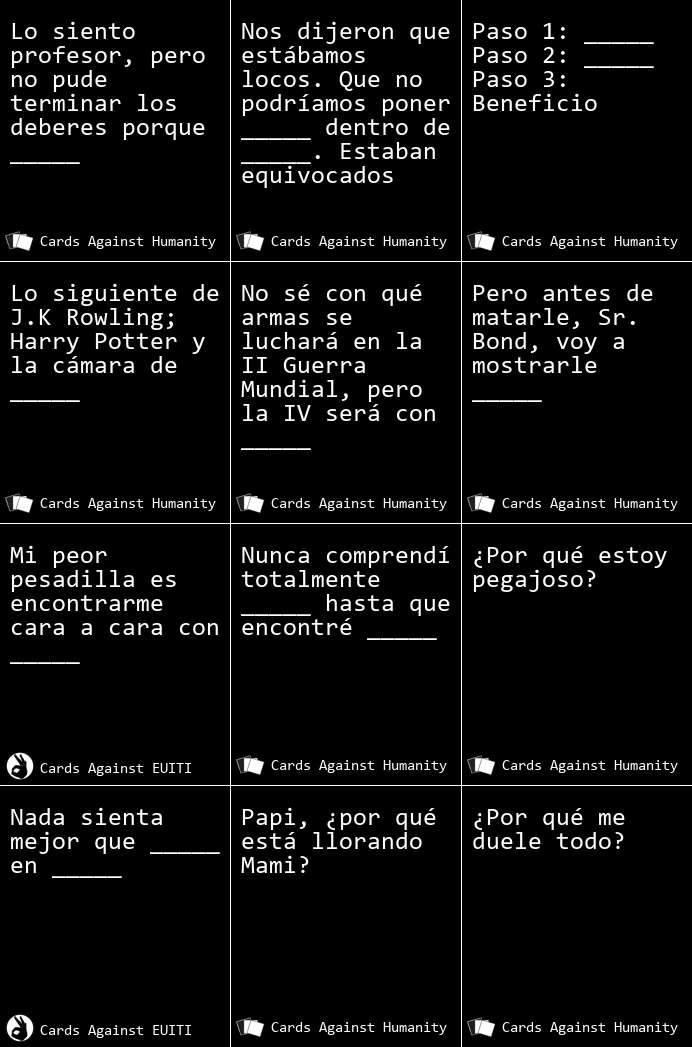 Lo siento
profesor, pero
no pude
terminar los
deberes porque
_____
Cards Against Humanity
Nos dijeron que
estábamos
locos. Que no
podríamos poner
_____ dentro de
_____. Estaban
equivocados
Cards Against Humanity
Paso 1: _____
Paso 2: _____
Paso 3:
Beneficio
Cards Against Humanity
Lo siguiente de
J.K Rowling;
Harry Potter y
la cámara de
_____
Cards Against Humanity
No sé con qué
armas se
luchará en la
II Guerra
Mundial, pero
la IV será con
_____
Cards Against Humanity
Pero antes de
matarle, Sr.
Bond, voy a
mostrarle
_____
Cards Against Humanity
Mi peor
pesadilla es
encontrarme
cara a cara con
_____
Cards Against EUITI
Nunca comprendí
totalmente
_____ hasta que
encontré _____
Cards Against Humanity
¿Por qué estoy
pegajoso?
Cards Against Humanity
Nada sienta
mejor que _____
en _____
Cards Against EUITI
Papi, ¿por qué
está llorando
Mami?
Cards Against Humanity
¿Por qué me
duele todo?
Cards Against Humanity